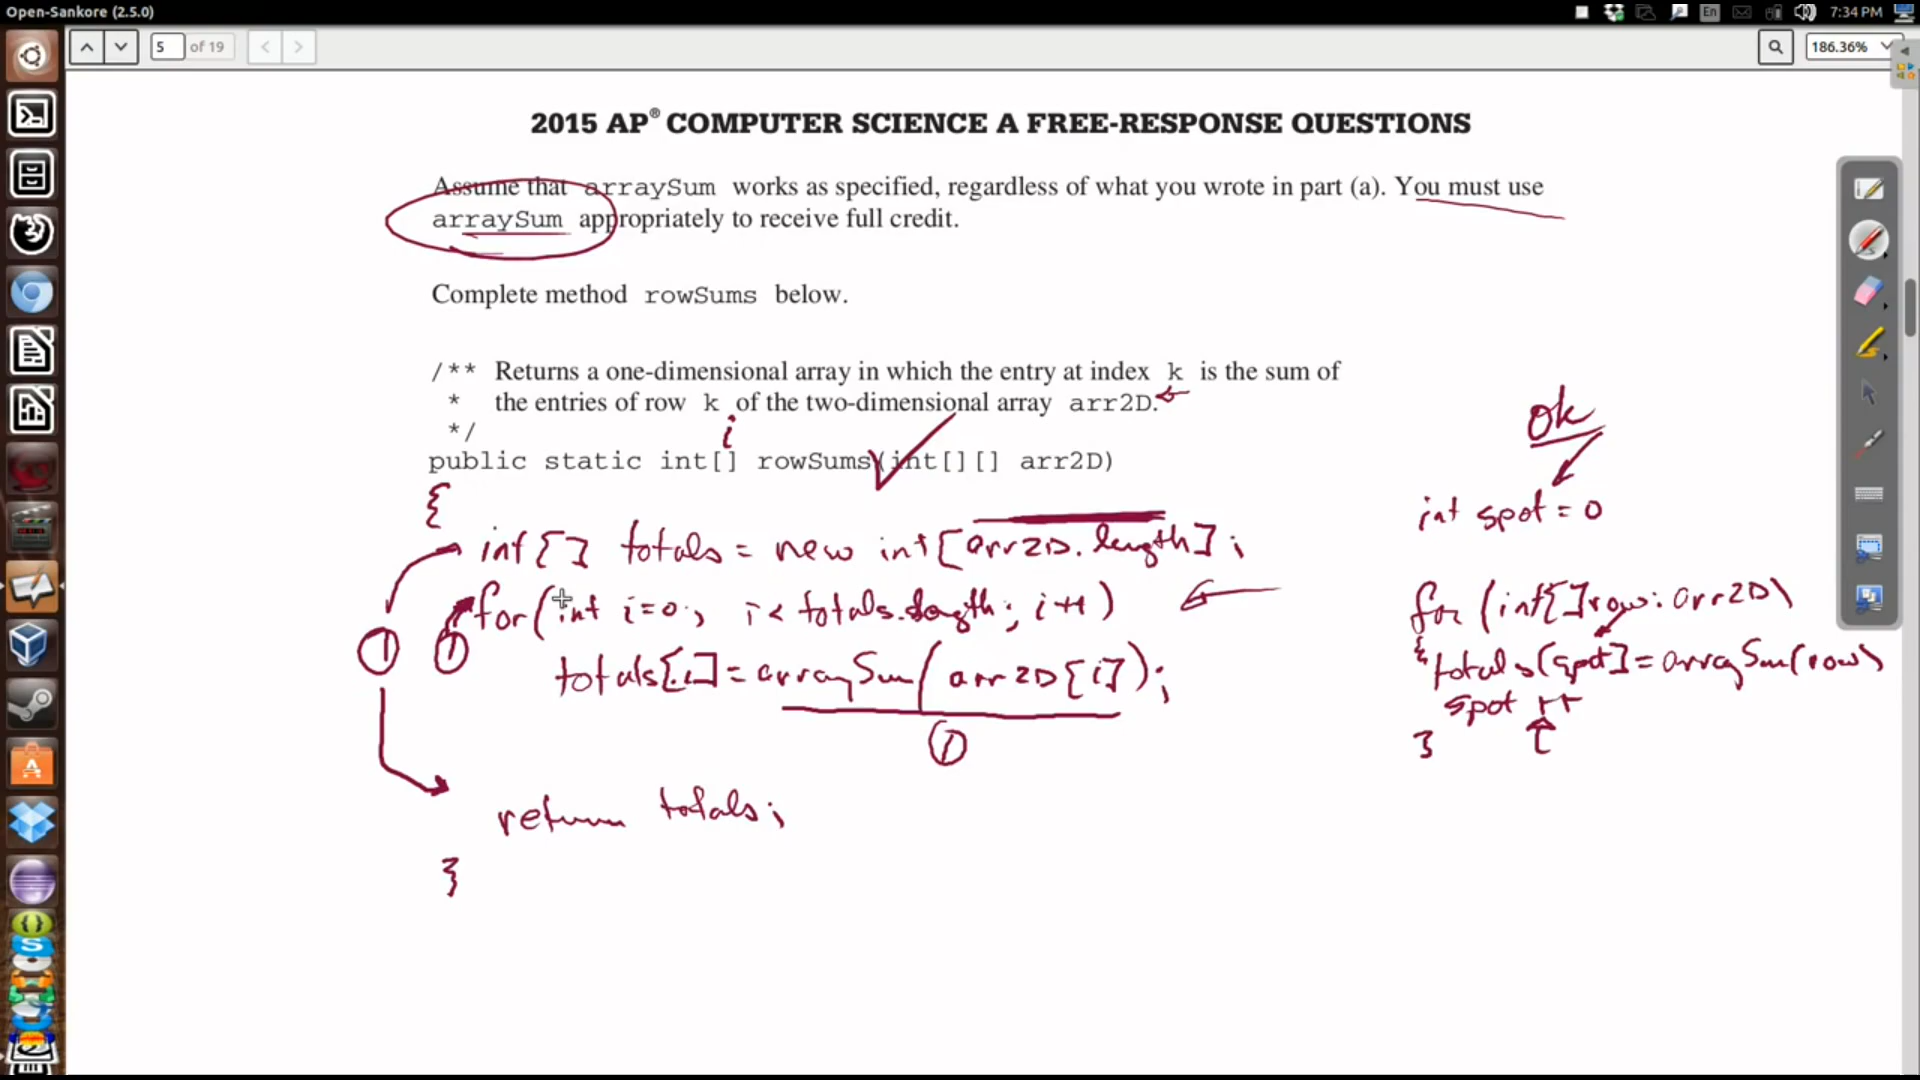 Open-Sankore (2.5.0)
En
7:34 PM
5 of 19
186.36%
2015 AP® COMPUTER SCIENCE A FREE-RESPONSE QUESTIONS
Assume that arraySum works as specified, regardless of what you wrote in part (a). You must use
arraySum appropriately to receive full credit.
Complete method rowSums below.
/** Returns a one-dimensional array in which the entry at index k is the sum of
* the entries of row k of the two-dimensional array arr2D.
*/
i
public static int[] rowSums(int[][] arr2D)
{
int[] totals = new int[arr2D.length];
for(int i=0; i< totals.length; i++)
totals[i]=arraySum(arr2D[i]);
1
1
1
return totals;
}
ok
int spot = 0
for (int[] row: arr2D)
{ totals[spot]=arraySum(row)
spot ++
}